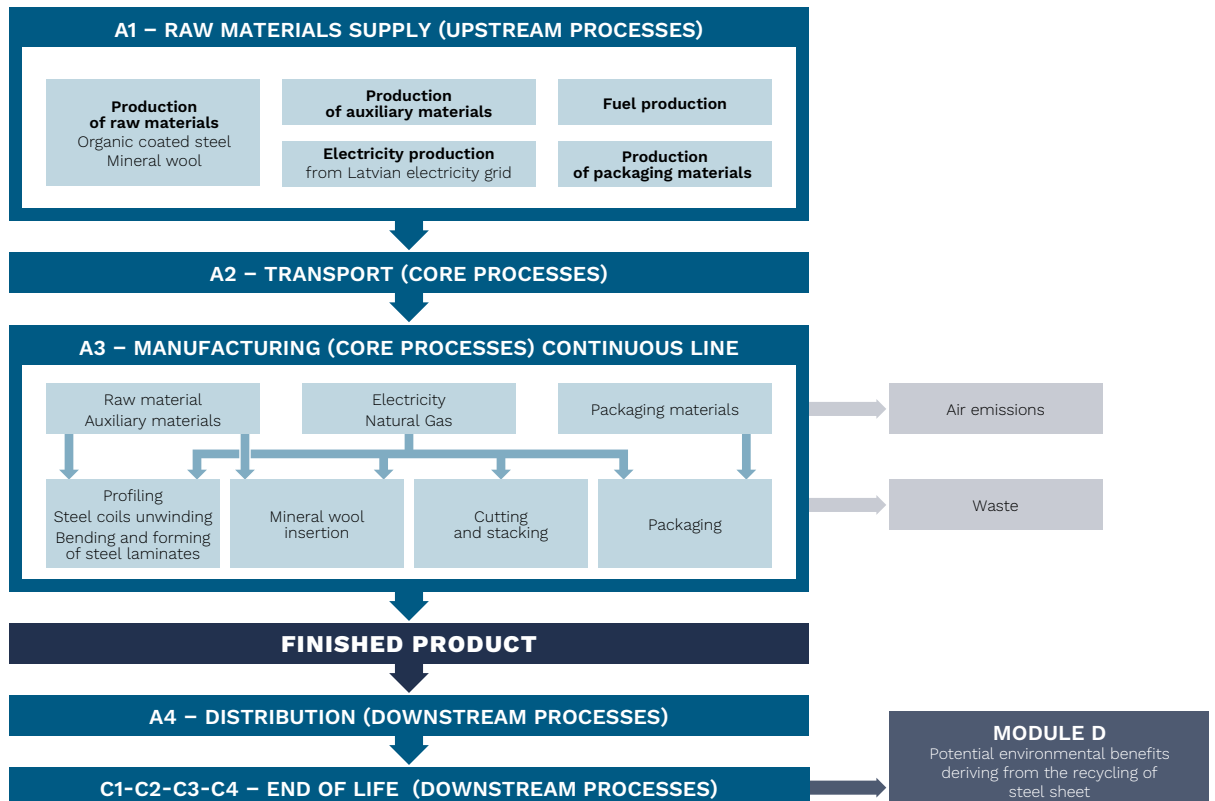 A1 – RAW MATERIALS SUPPLY (UPSTREAM PROCESSES)
Production
of raw materials
Organic coated steel
Mineral wool
Production
of auxiliary materials
Fuel production
Electricity production
from Latvian electricity grid
Production
of packaging materials
A2 – TRANSPORT (CORE PROCESSES)
A3 – MANUFACTURING (CORE PROCESSES) CONTINUOUS LINE
Raw material
Auxiliary materials
Electricity
Natural Gas
Packaging materials
Air emissions
Profiling
Steel coils unwinding
Bending and forming
of steel laminates
Mineral wool
insertion
Cutting
and stacking
Packaging
Waste
FINISHED PRODUCT
A4 – DISTRIBUTION (DOWNSTREAM PROCESSES)
C1-C2-C3-C4 – END OF LIFE (DOWNSTREAM PROCESSES)
MODULE D
Potential environmental benefits
deriving from the recycling of
steel sheet